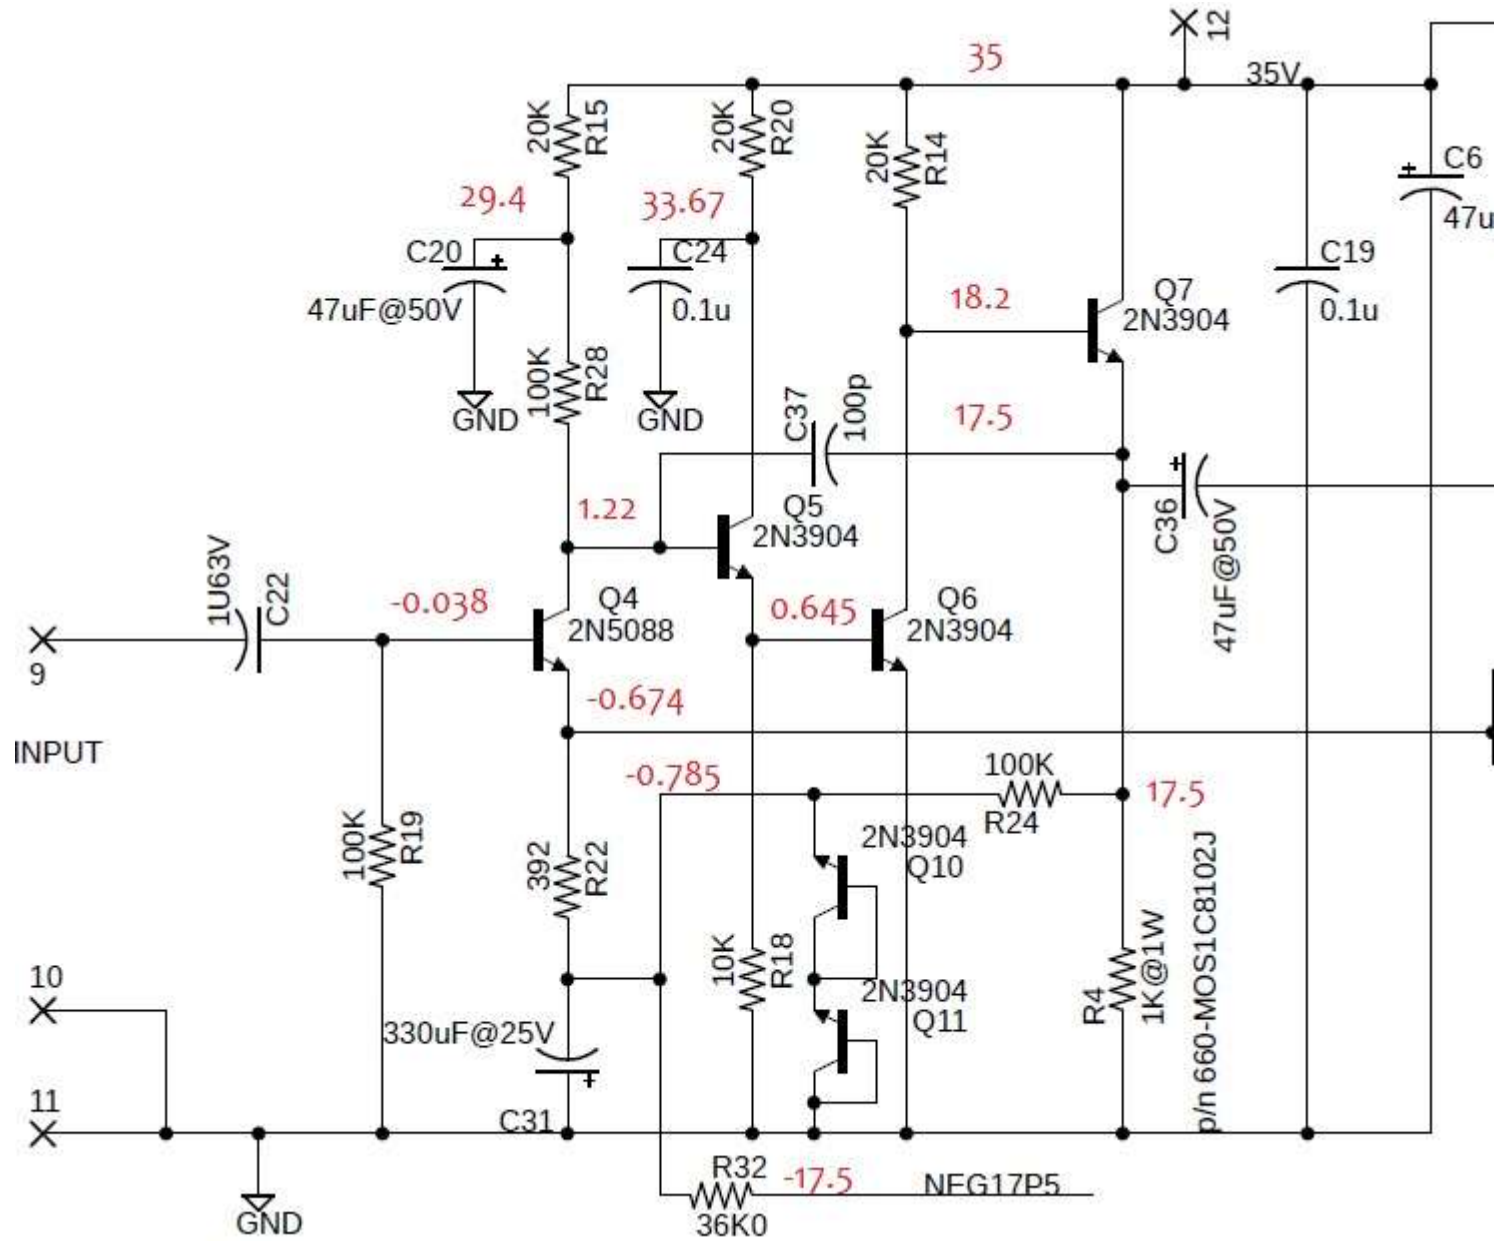 12
35
35V
20K
R15
20K
R20
20K
R14
C6
47u
29.4
33.67
C20
47uF@50V
C24
0.1u
C19
0.1u
18.2
Q7
2N3904
100K
R28
GND
GND
C37
100p
17.5
1.22
Q5
2N3904
C36
47uF@50V
1U63V
C22
-0.038
Q4
2N5088
0.645
Q6
2N3904
9
-0.674
INPUT
-0.785
100K
R24
17.5
2N3904
Q10
100K
R19
392
R22
10K
R18
2N3904
Q11
R4
1K@1W
p/n 660-MOS1C8102J
10
330uF@25V
C31
11
R32
36K0
-17.5
NEG17P5
GND